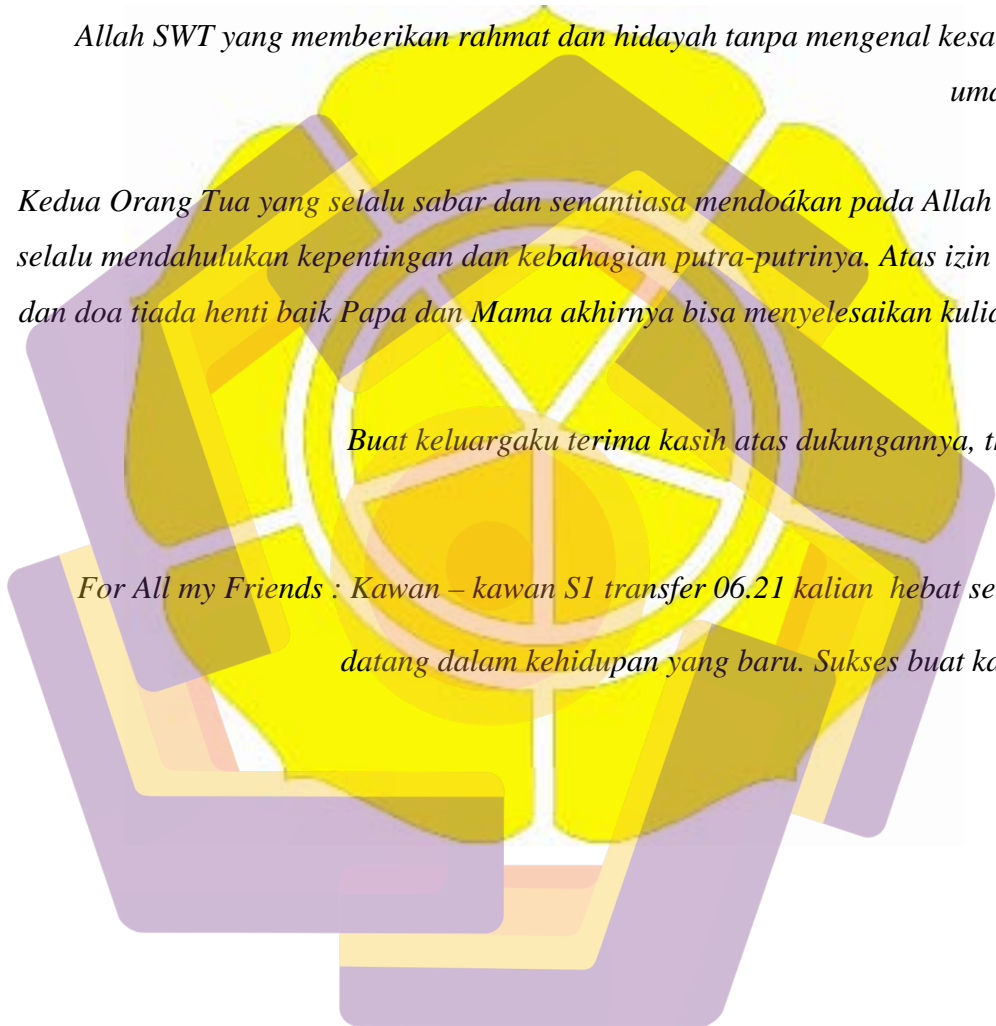 Allah SWT yang memberikan rahmat dan hidayah tanpa mengenal kesa
uma
Kedua Orang Tua yang selalu sabar dan senantiasa mendoákan pada Allah
selalu mendahulukan kepentingan dan kebahagian putra-putrinya. Atas izin
dan doa tiada henti baik Papa dan Mama akhirnya bisa menyelesaikan kulia
Buat keluargaku terima kasih atas dukungannya, th
For All my Friends : Kawan – kawan S1 transfer 06.21 kalian hebat se
datang dalam kehidupan yang baru. Sukses buat ka